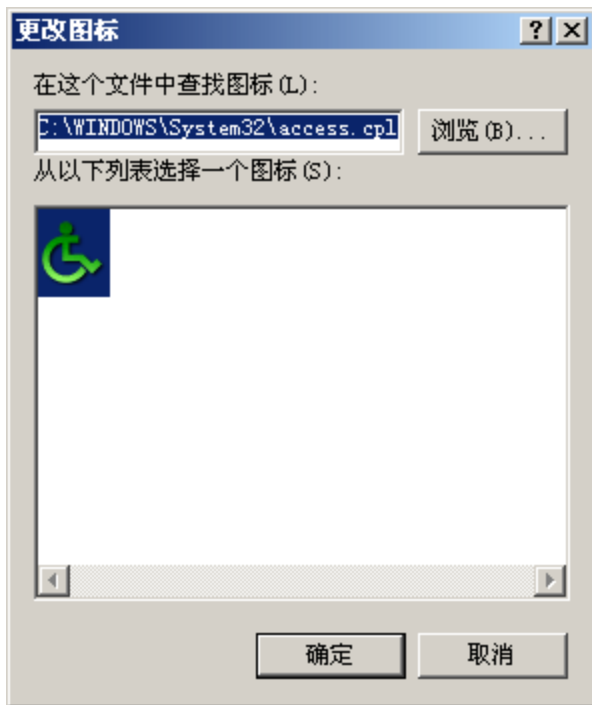 更改图标
在这个文件中查找图标(L):
C:\WINDOWS\System32\access.cpl
浏览(B)...
从以下列表选择一个图标(S):
确定
取消